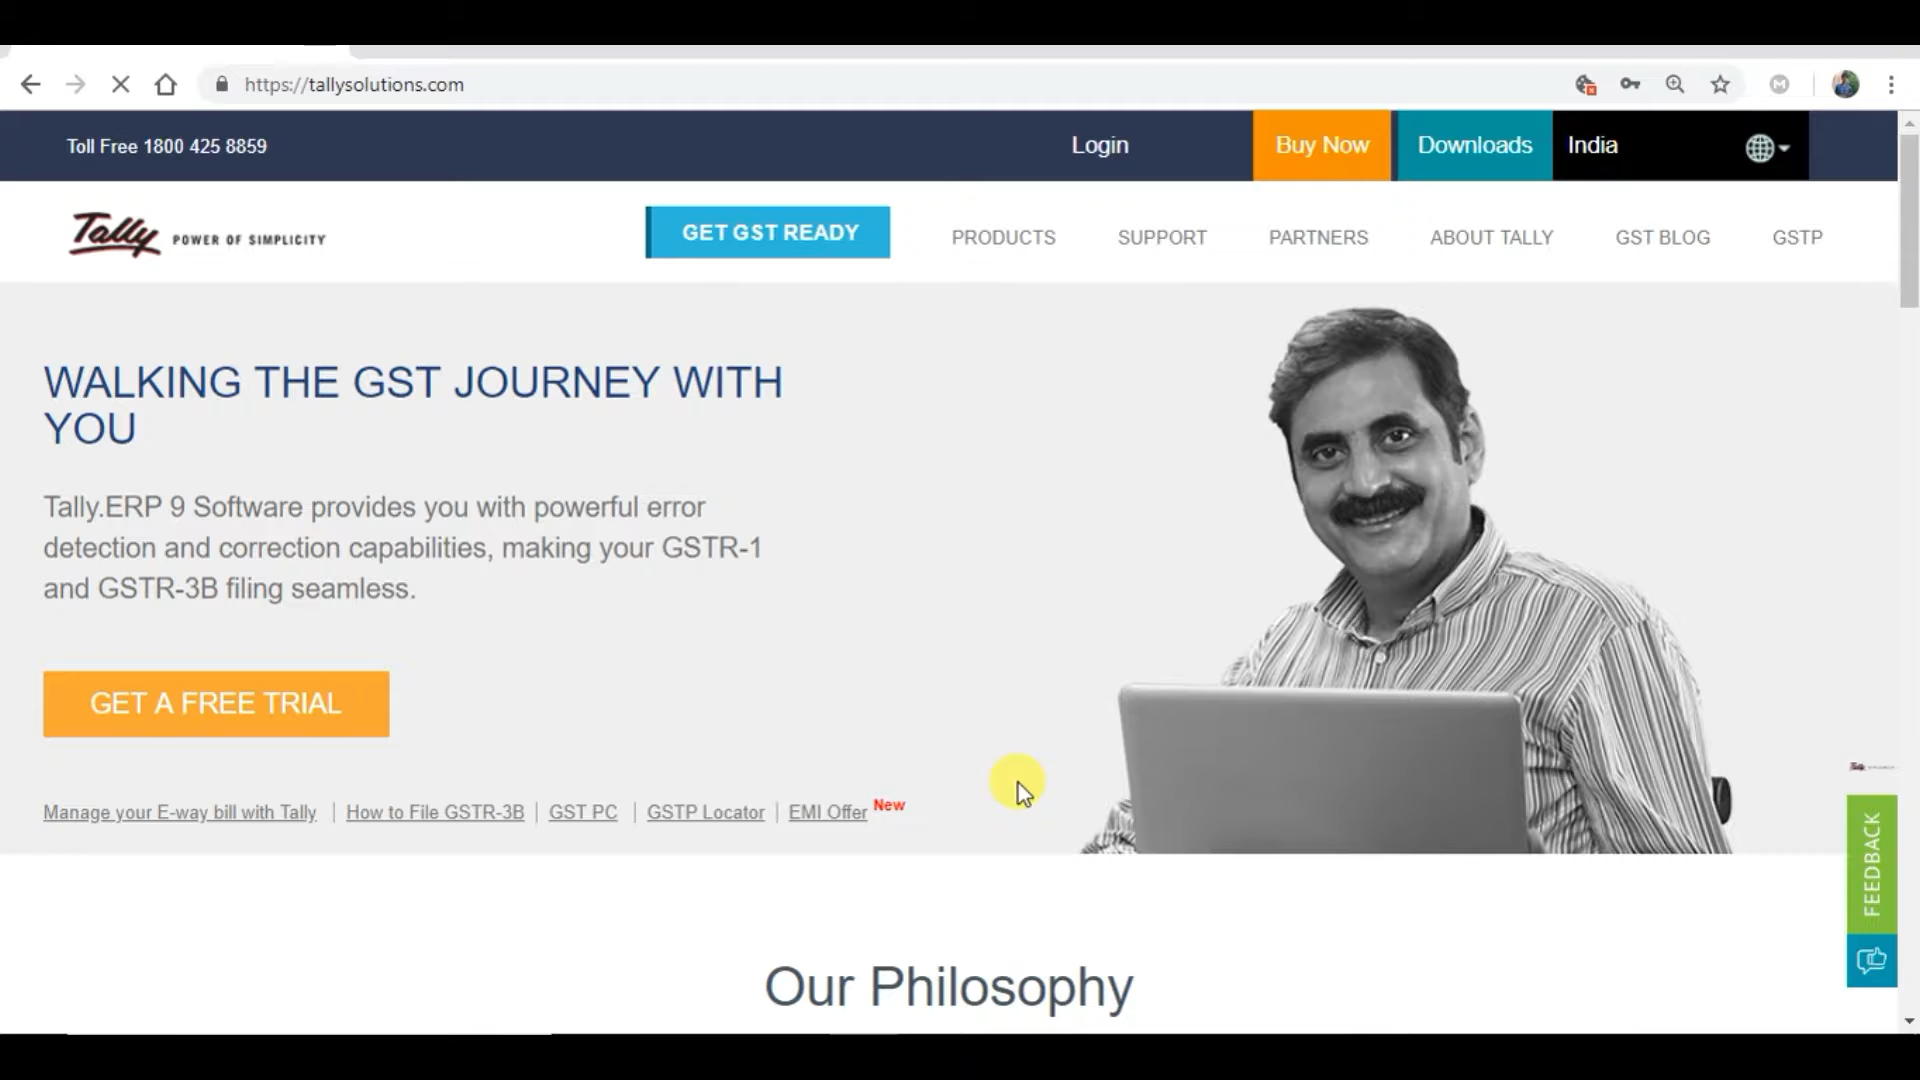 https://tallysolutions.com
Toll Free 1800 425 8859
Login
Buy Now
Downloads
India
Tally POWER OF SIMPLICITY
GET GST READY
PRODUCTS
SUPPORT
PARTNERS
ABOUT TALLY
GST BLOG
GSTP
WALKING THE GST JOURNEY WITH
YOU
Tally.ERP 9 Software provides you with powerful error
detection and correction capabilities, making your GSTR-1
and GSTR-3B filing seamless.
GET A FREE TRIAL
Manage your E-way bill with Tally | How to File GSTR-3B | GST PC | GSTP Locator | EMI Offer New
Tally
FEEDBACK
Our Philosophy